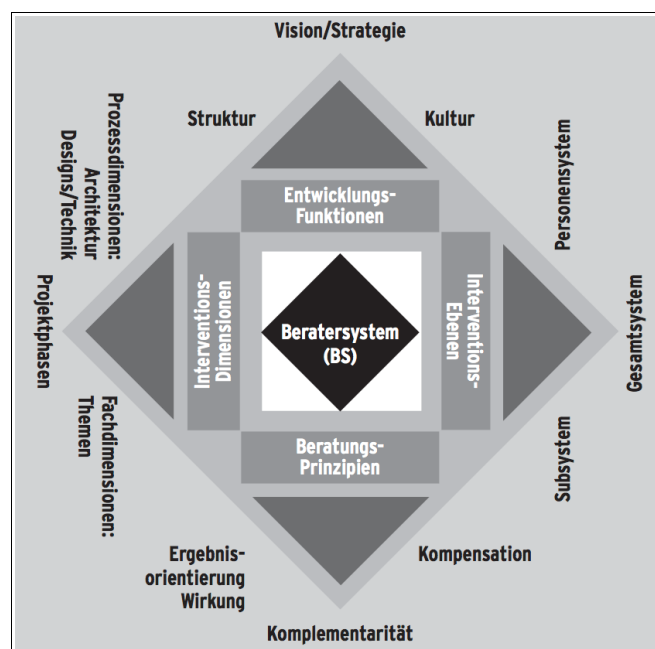 Vision/Strategie
Struktur
Kultur
Prozessdimensionen:
Architektur
Designs/Technik
Personensystem
Entwicklungs-
Funktionen
Projektphasen
Interventions-
Dimensionen
Beratersystem
(BS)
Interventions-
Ebenen
Gesamtsystem
Fachdimensionen:
Themen
Beratungs-
Prinzipien
Subsystem
Ergebnis-
orientierung
Wirkung
Kompensation
Komplementarität